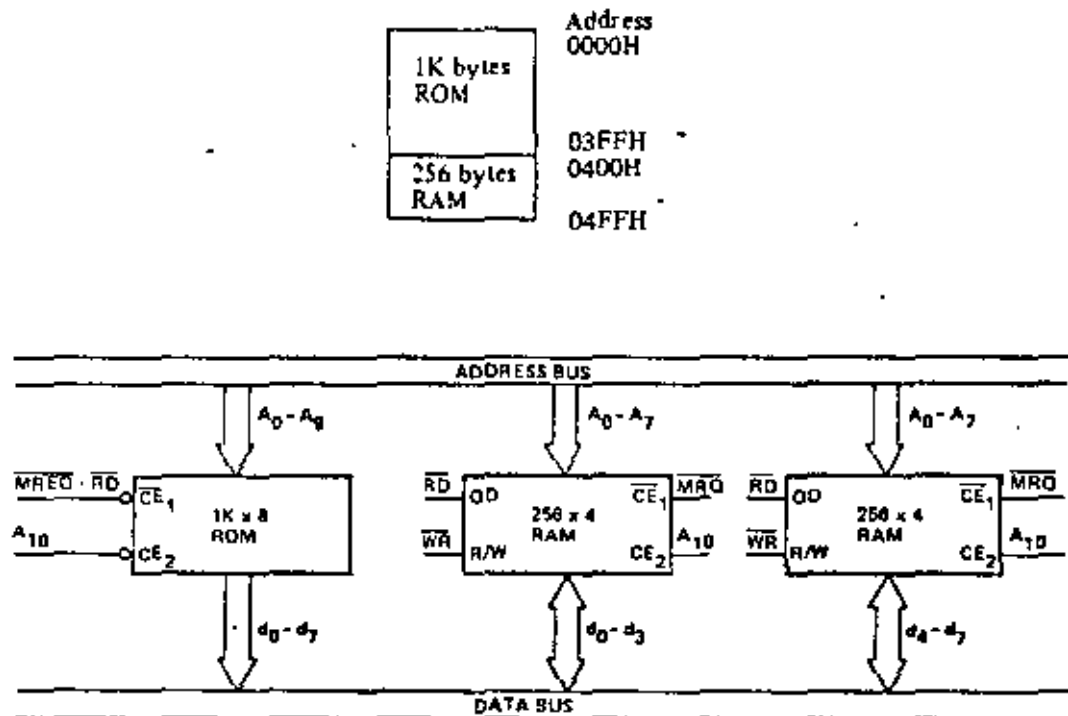 Address
0000H
1K bytes
ROM
03FFH
0400H
256 bytes
RAM
04FFH
ADDRESS BUS
A0 - A9
A0 - A7
A0 - A7
MREQ · RD
CE1
A10
CE2
1K x 8
ROM
RD
OD
WR
R/W
256 x 4
RAM
CE1
MRQ
CE2
A10
RD
OD
WR
R/W
256 x 4
RAM
CE1
MRQ
CE2
A10
d0 - d7
d0 - d3
d4 - d7
DATA BUS